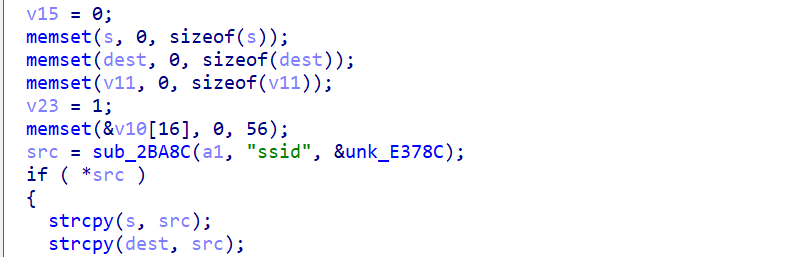 v15 = 0;
memset(s, 0, sizeof(s));
memset(dest, 0, sizeof(dest));
memset(v11, 0, sizeof(v11));
v23 = 1;
memset(&v10[16], 0, 56);
src = sub_2BA8C(a1, "ssid", &unk_E378C);
if ( *src )
{
strcpy(s, src);
strcpy(dest, src);